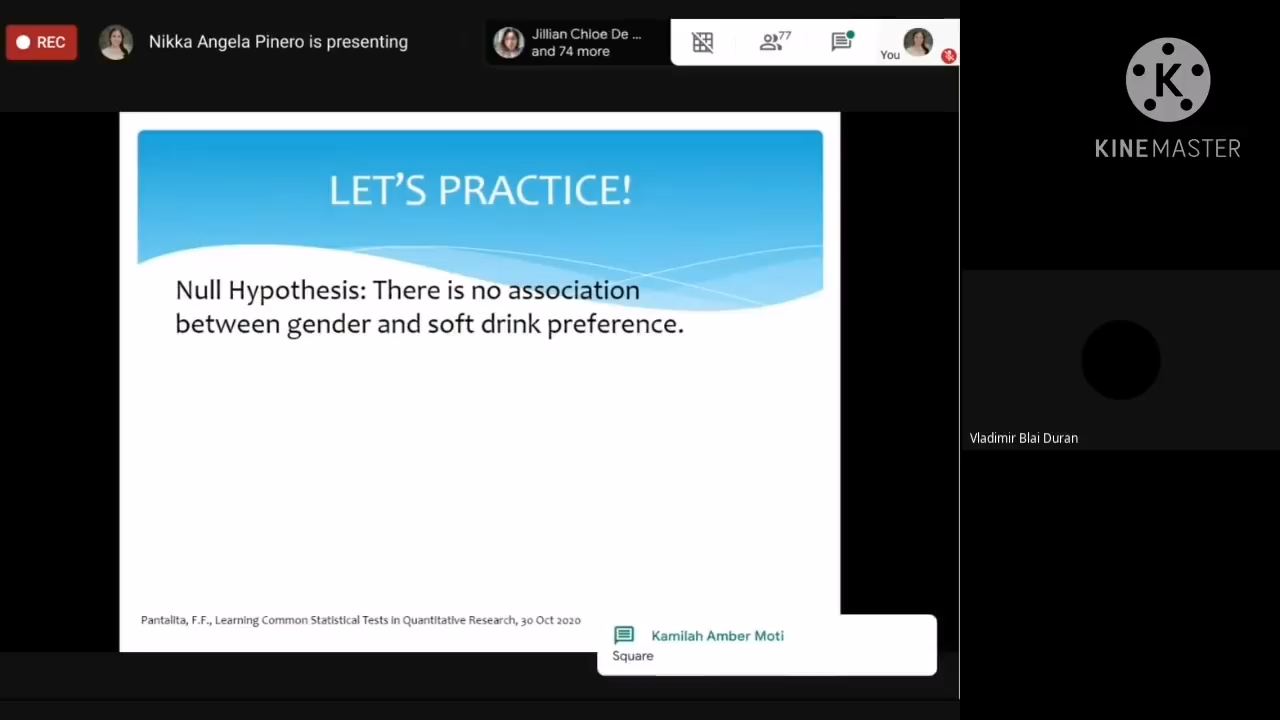 REC
Nikka Angela Pinero is presenting
Jillian Chloe De ...
and 74 more
77
You
K
KINEMASTER
LET'S PRACTICE!
Null Hypothesis: There is no association
between gender and soft drink preference.
Vladimir Blai Duran
Pantalita, F.F., Learning Common Statistical Tests in Quantitative Research, 30 Oct 2020
Kamilah Amber Moti
Square